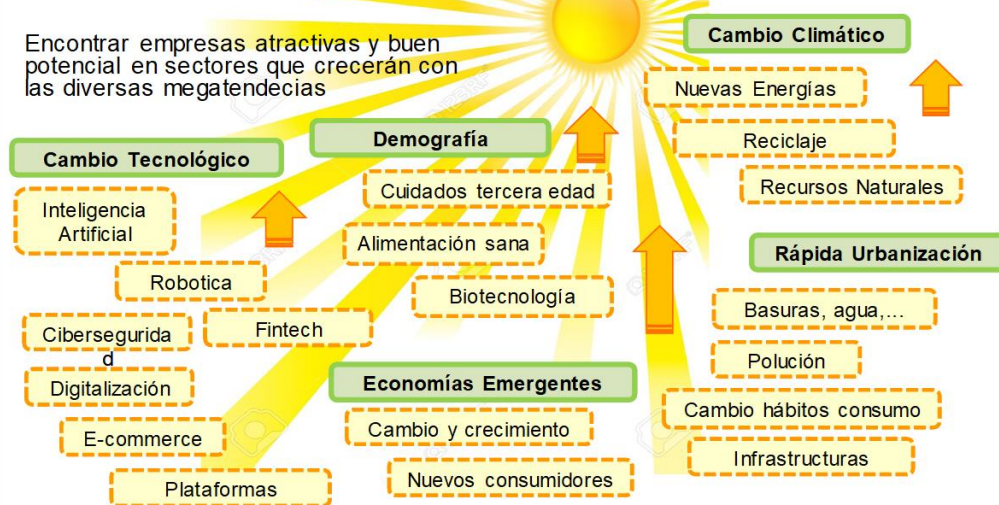 Encontrar empresas atractivas y buen
potencial en sectores que crecerán con
las diversas megatendecias
Cambio Tecnológico
Inteligencia
Artificial
Robotica
Cibersegurida
d
Fintech
Digitalización
E-commerce
Plataformas
Demografía
Cuidados tercera edad
Alimentación sana
Biotecnología
Economías Emergentes
Cambio y crecimiento
Nuevos consumidores
Cambio Climático
Nuevas Energías
Reciclaje
Recursos Naturales
Rápida Urbanización
Basuras, agua,...
Polución
Cambio hábitos consumo
Infrastructuras